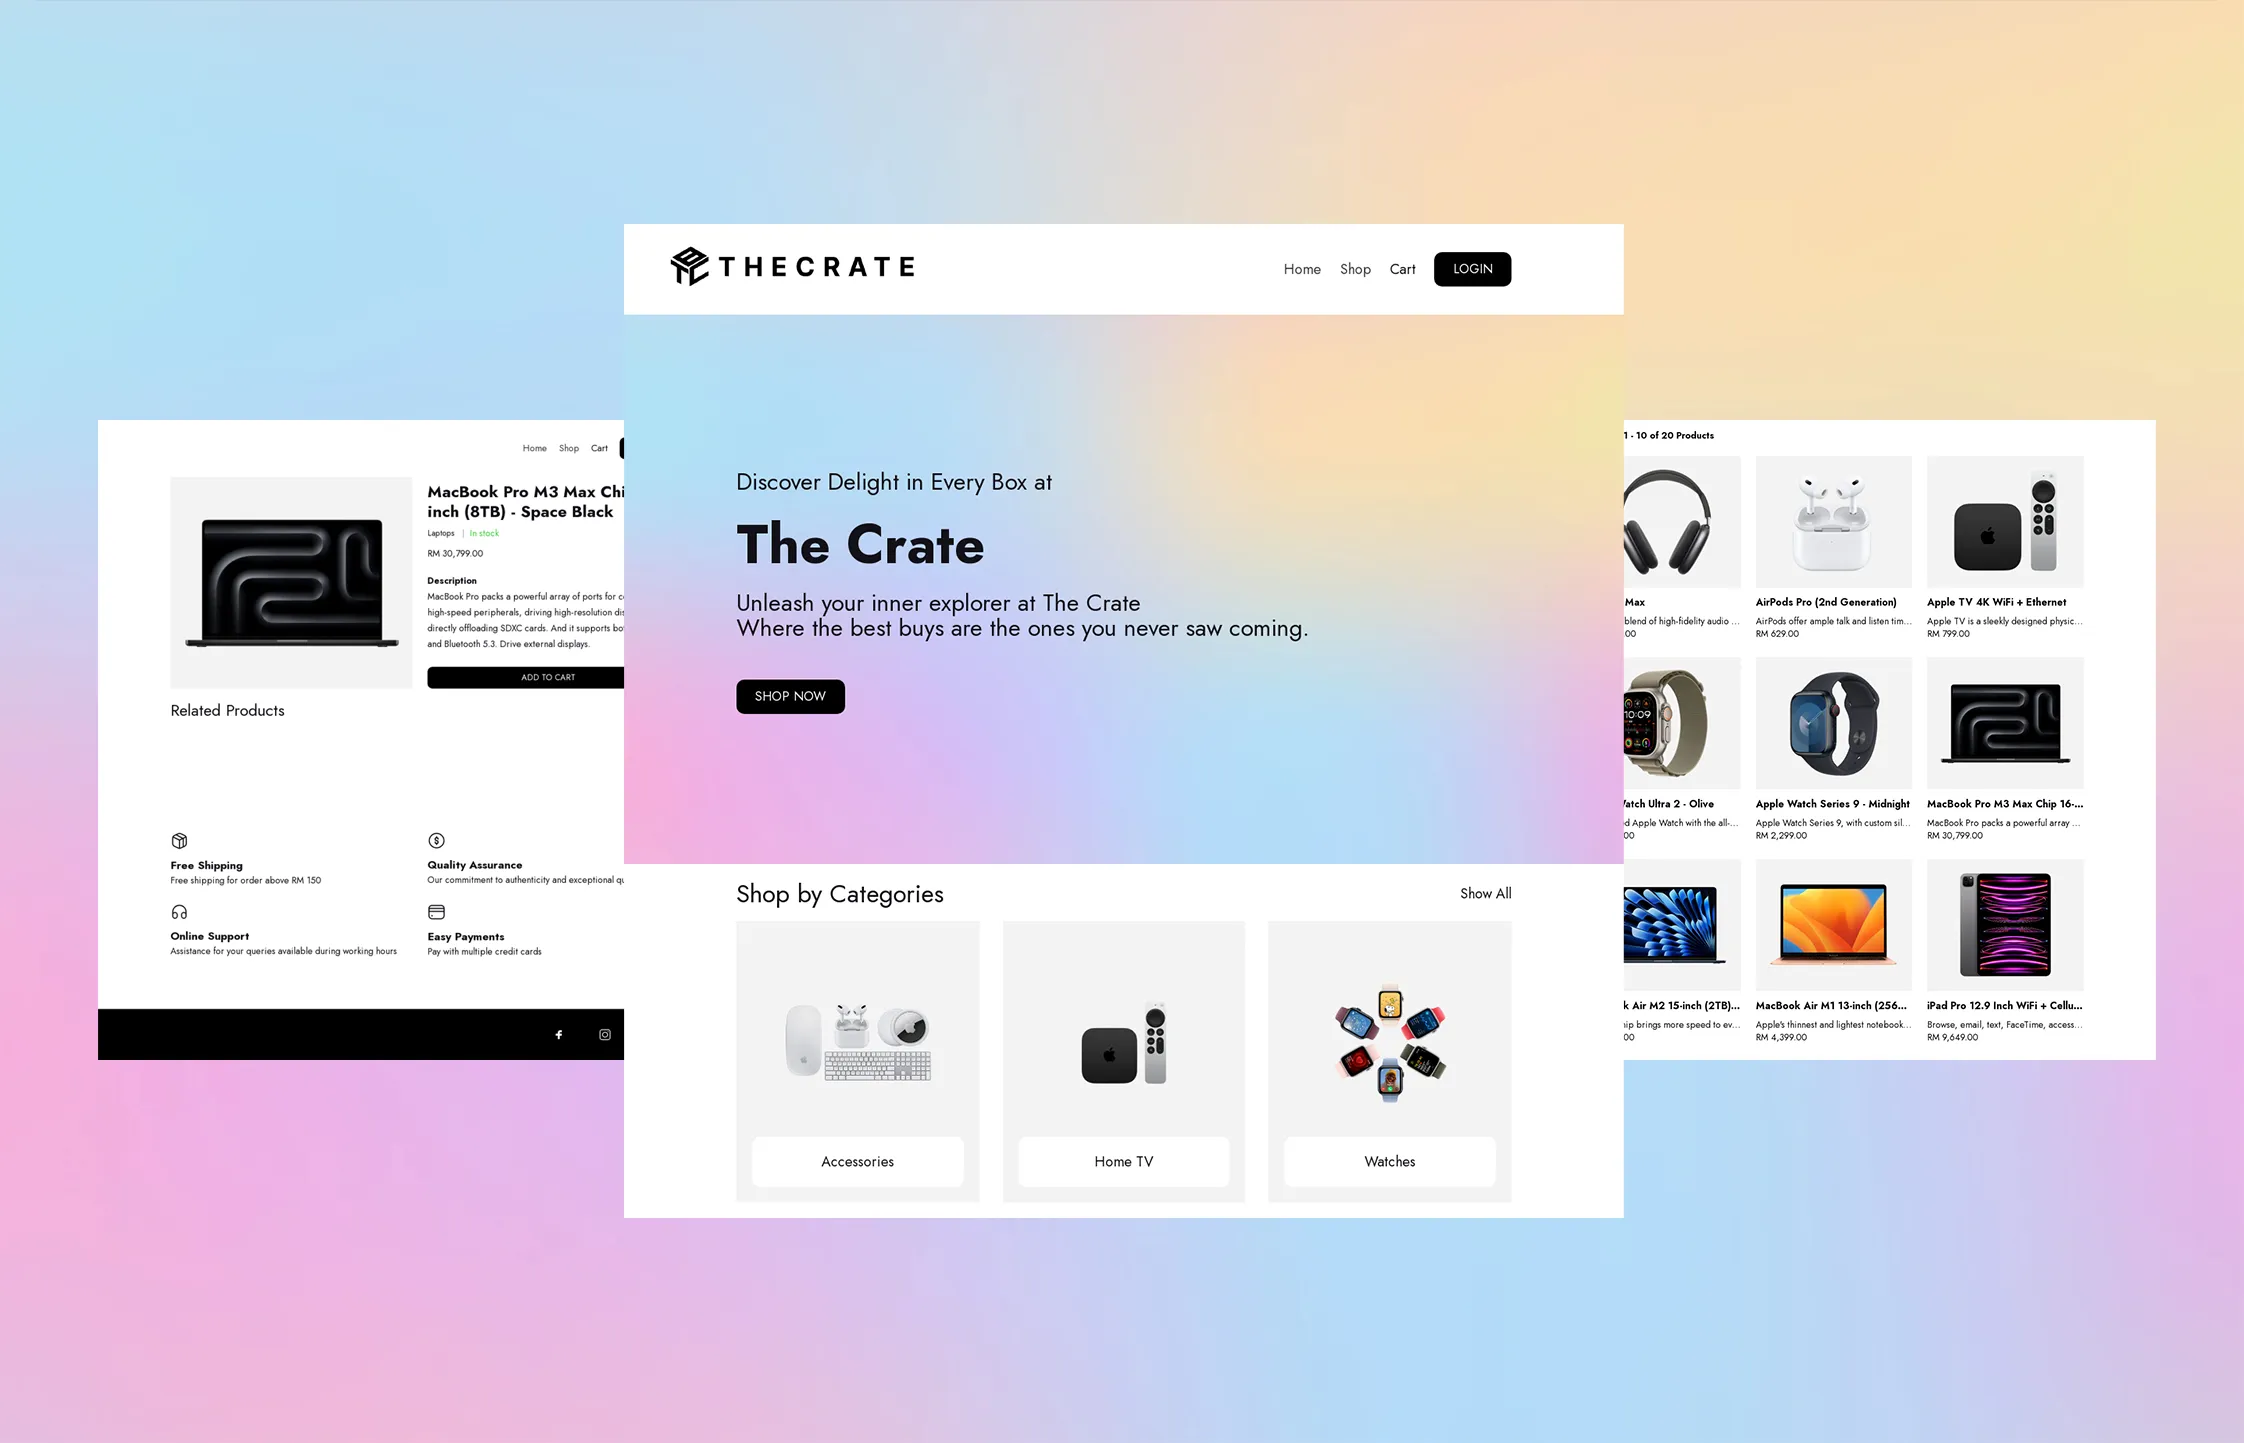 THECRATE
Home Shop Cart LOGIN
Discover Delight in Every Box at
The Crate
Unleash your inner explorer at The Crate
Where the best buys are the ones you never saw coming.
SHOP NOW
Shop by Categories
Show All
Accessories
Home TV
Watches
Home Shop Cart
MacBook Pro M3 Max Chi
inch (8TB) - Space Black
Laptops | In stock
RM 30,799.00
Description
MacBook Pro packs a powerful array of ports for
high-speed peripherals, driving high-resolution
directly offloading SDXC cards. And it supports
and Bluetooth 5.3. Drive external displays.
ADD TO CART
Related Products
Free Shipping
Free shipping for order above RM 150
Quality Assurance
Our commitment to authenticity and exceptional
Online Support
Assistance for your queries available during working hours
Easy Payments
Pay with multiple credit cards
1 - 10 of 20 Products
Max
blend of high-fidelity audio ...
00
AirPods Pro (2nd Generation)
AirPods offer ample talk and listen tim...
RM 629.00
Apple TV 4K WiFi + Ethernet
Apple TV is a sleekly designed physic...
RM 799.00
10:09
atch Ultra 2 - Olive
d Apple Watch with the all-...
00
Apple Watch Series 9 - Midnight
Apple Watch Series 9, with custom sil...
RM 2,299.00
MacBook Pro M3 Max Chip 16-...
MacBook Pro packs a powerful array ...
RM 30,799.00
k Air M2 15-inch (2TB)...
ip brings more speed to ev...
00
MacBook Air M1 13-inch (256...
Apple's thinnest and lightest notebook...
RM 4,399.00
iPad Pro 12.9 Inch WiFi + Cellu...
Browse, email, text, FaceTime, access...
RM 9,649.00